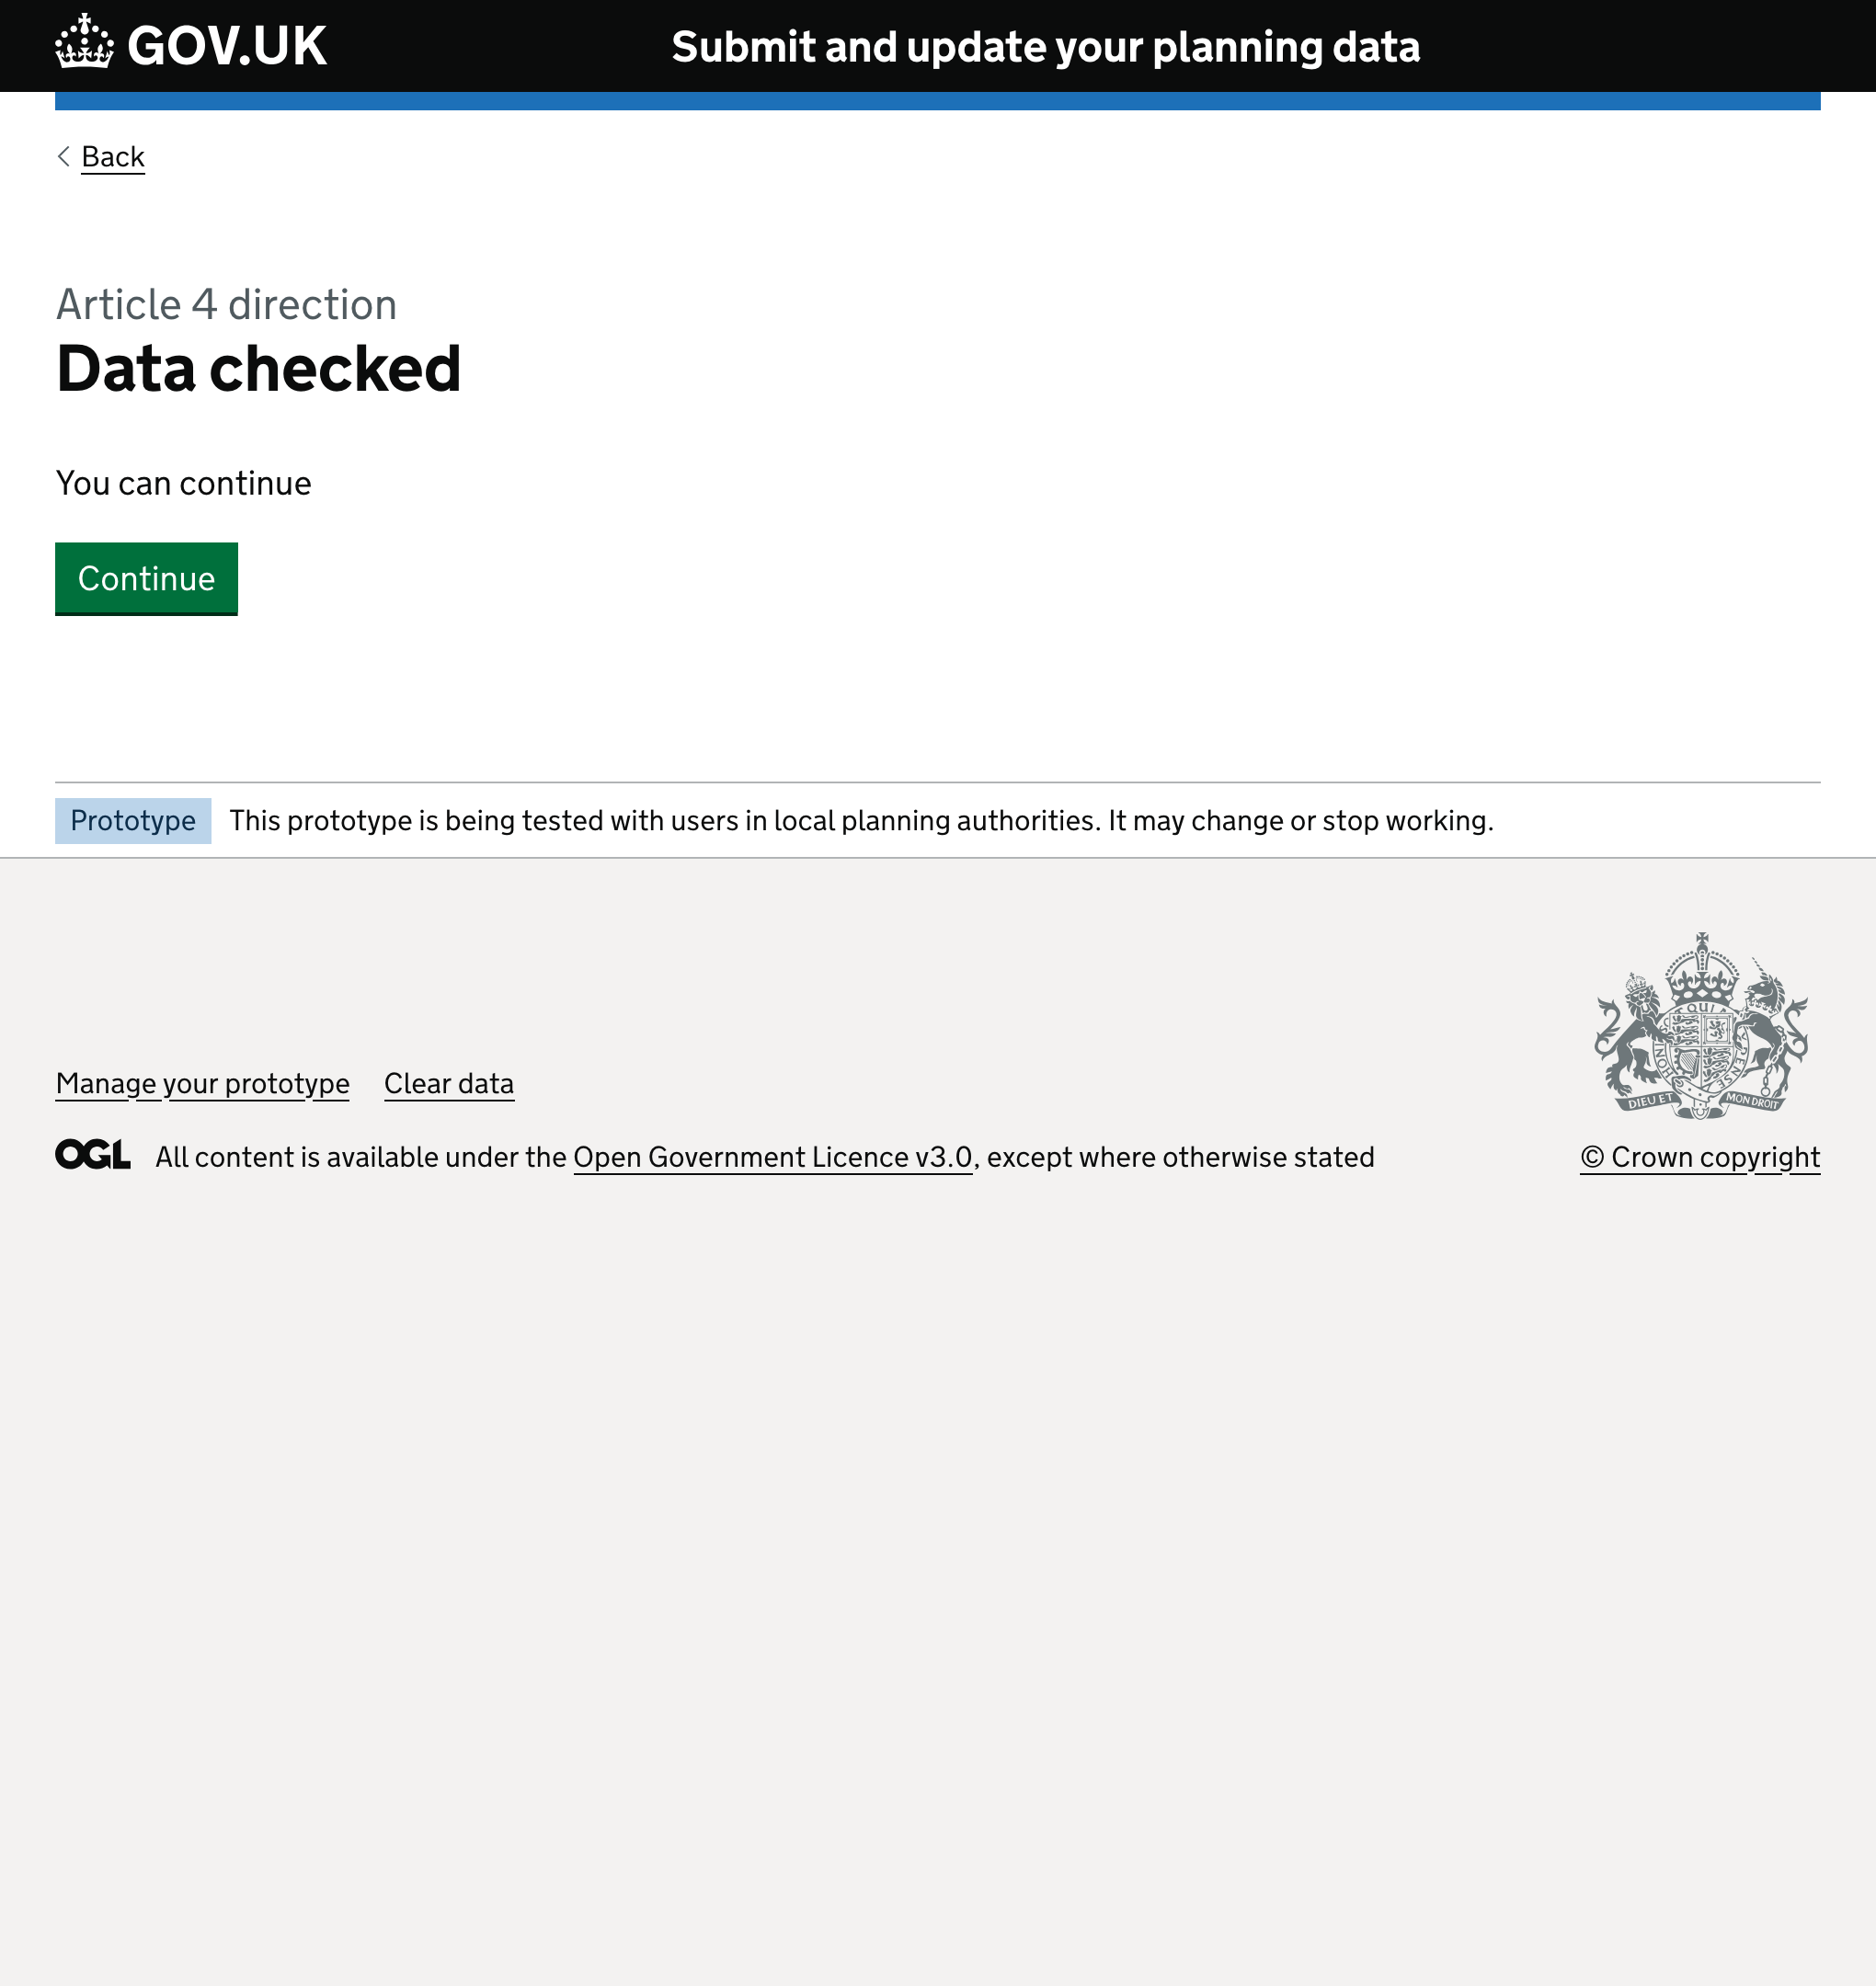 GOV.UK
Submit and update your planning data
Back
Article 4 direction
Data checked
You can continue
Continue
Prototype
This prototype is being tested with users in local planning authorities. It may change or stop working.
Manage your prototype
Clear data
DIEU ET
MON DROIT
OGL
All content is available under the Open Government Licence v3.0, except where otherwise stated
© Crown copyright